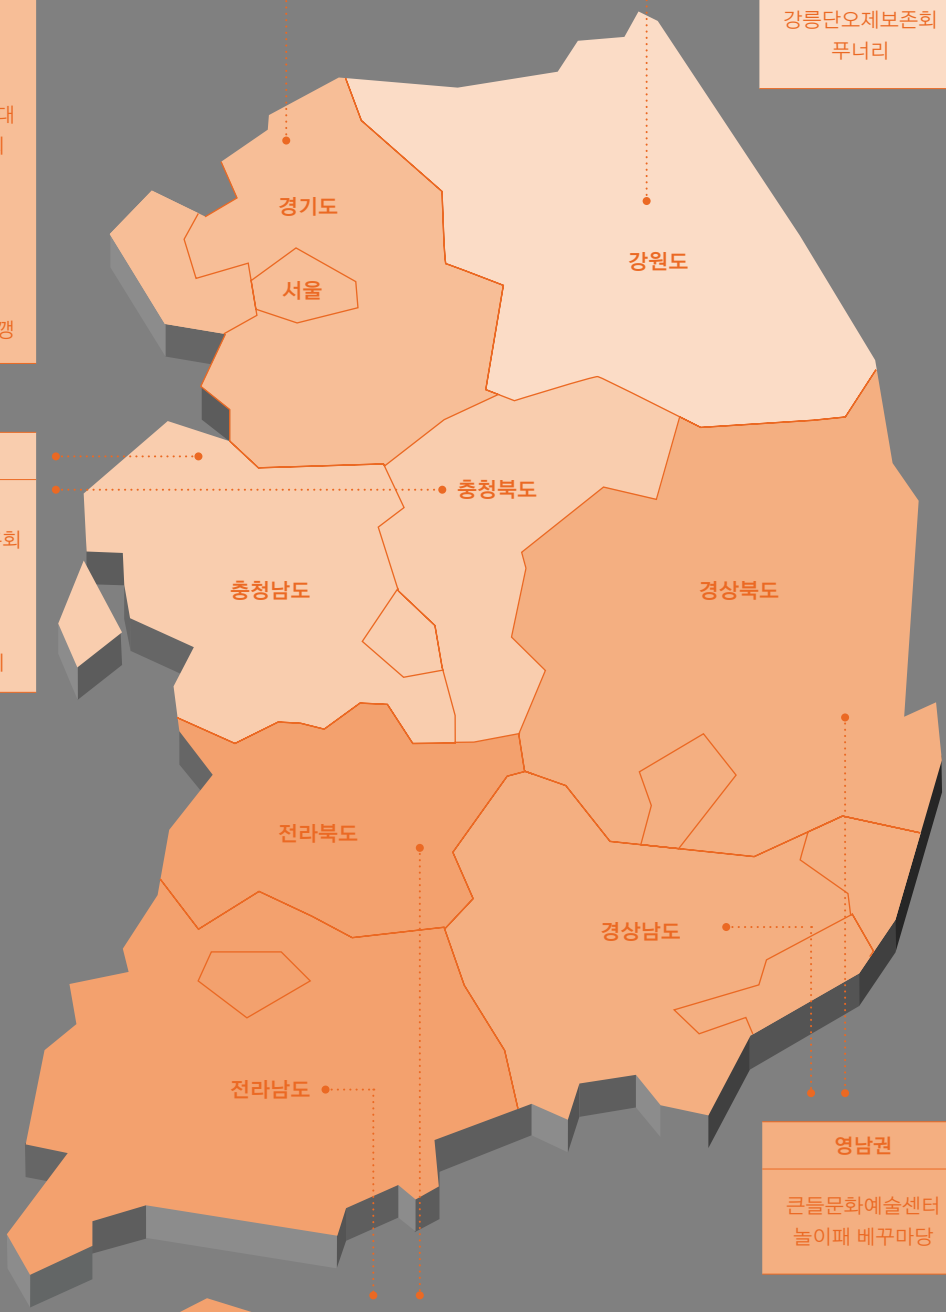 강릉단오제보존회
푸너리
대
경기도
강원도
서울
깽
충청북도
회
충청남도
경상북도
전라북도
경상남도
전라남도
영남권
큰들문화예술센터
놀이패 베꾸마당